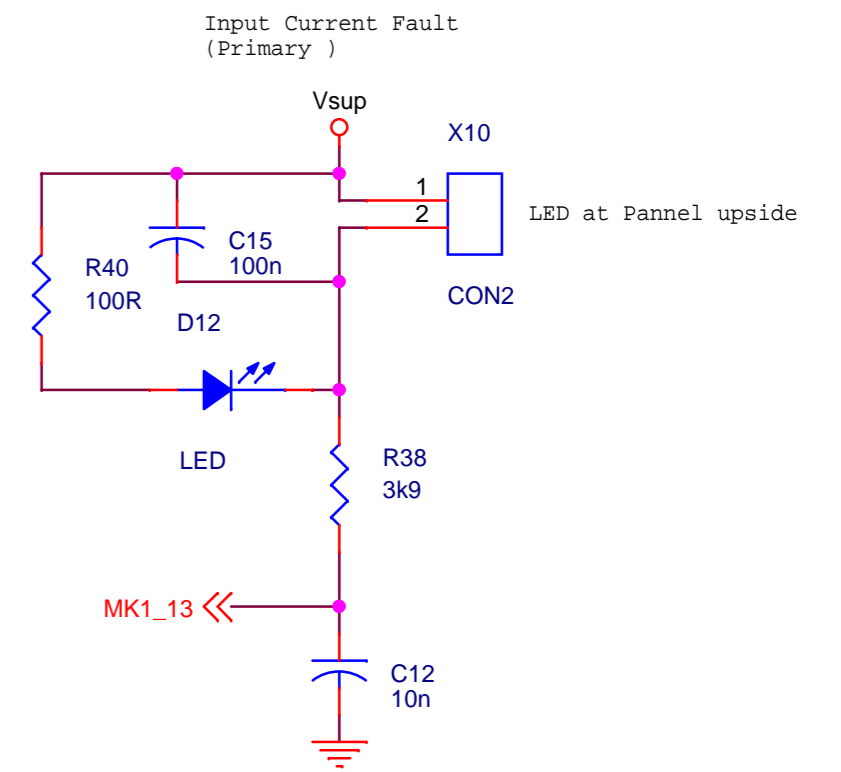 Input Current Fault
(Primary )
Vsup
X10
1
2
LED at Pannel upside
C15
100n
R40
100R
CON2
D12
LED
R38
3k9
MK1_13
C12
10n